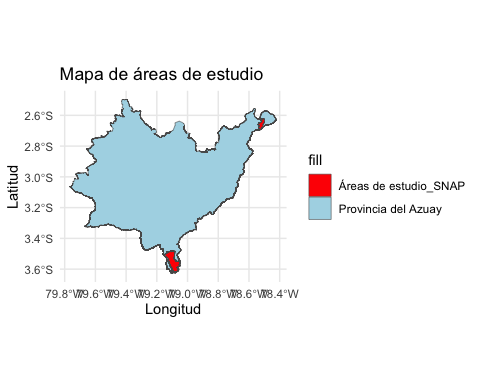 Mapa de áreas de estudio
2.6°S
2.8°S
3.0°S
3.2°S
3.4°S
3.6°S
Latitud
79.8°W 79.6°W 79.4°W 79.2°W 79.0°W 78.8°W 78.6°W 78.4°W
Longitud
fill
Áreas de estudio_SNAP
Provincia del Azuay